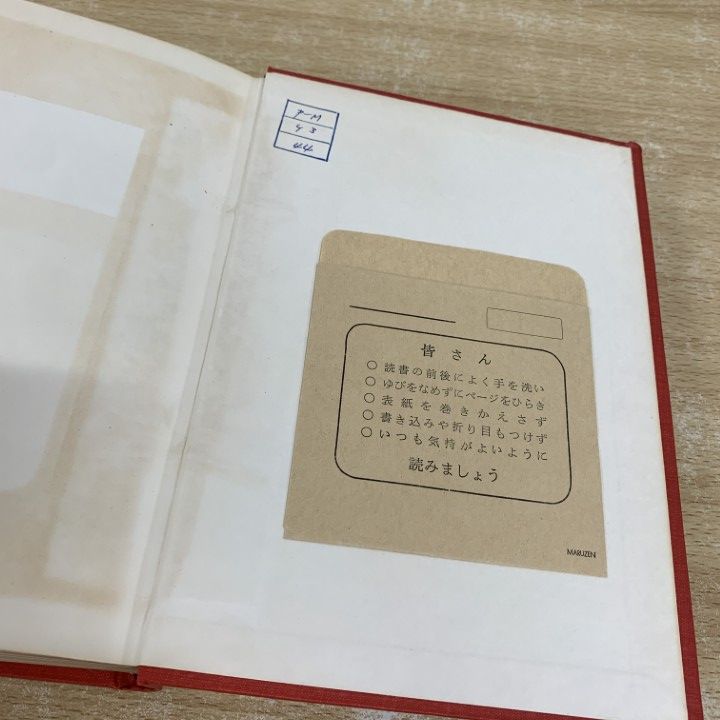 43
44
皆さん
○ 読書の前後によく手を洗い
○ ゆびをなめずにページをひらき
○ 表紙を巻きかえさず
○ 書き込みや折り目もつけず
○ いつも気持がよいように
読みましょう
MARUZEN